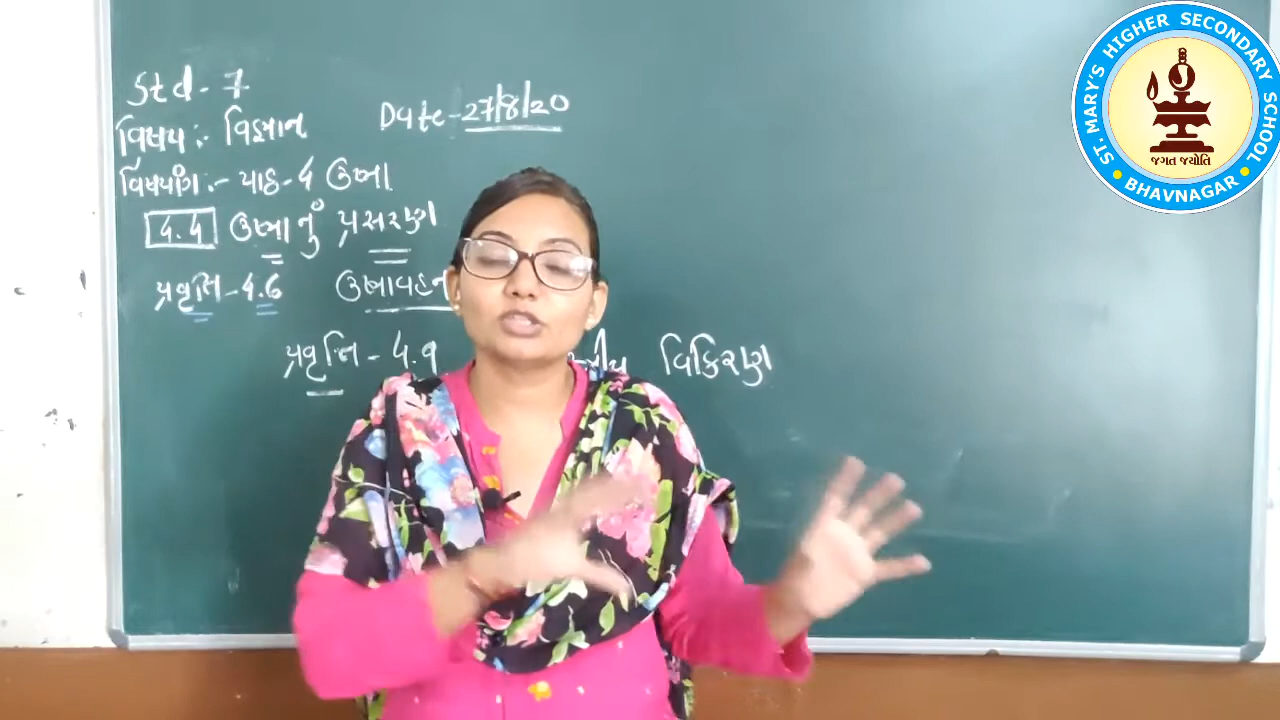 Std - 7
વિષય :- વિજ્ઞાન
Date - 27/8/20
વિષયાંગ :- પાઠ - 4 ઉષ્મા
4.4 ઉષ્માનું પ્રસરણ
પ્રવૃત્તિ - 4.6 ઉષ્માવહન
પ્રવૃત્તિ - 4.9 વિકિરણ
ST. MARY'S HIGHER SECONDARY SCHOOL
જગત જ્યોતિ
BHAVNAGAR